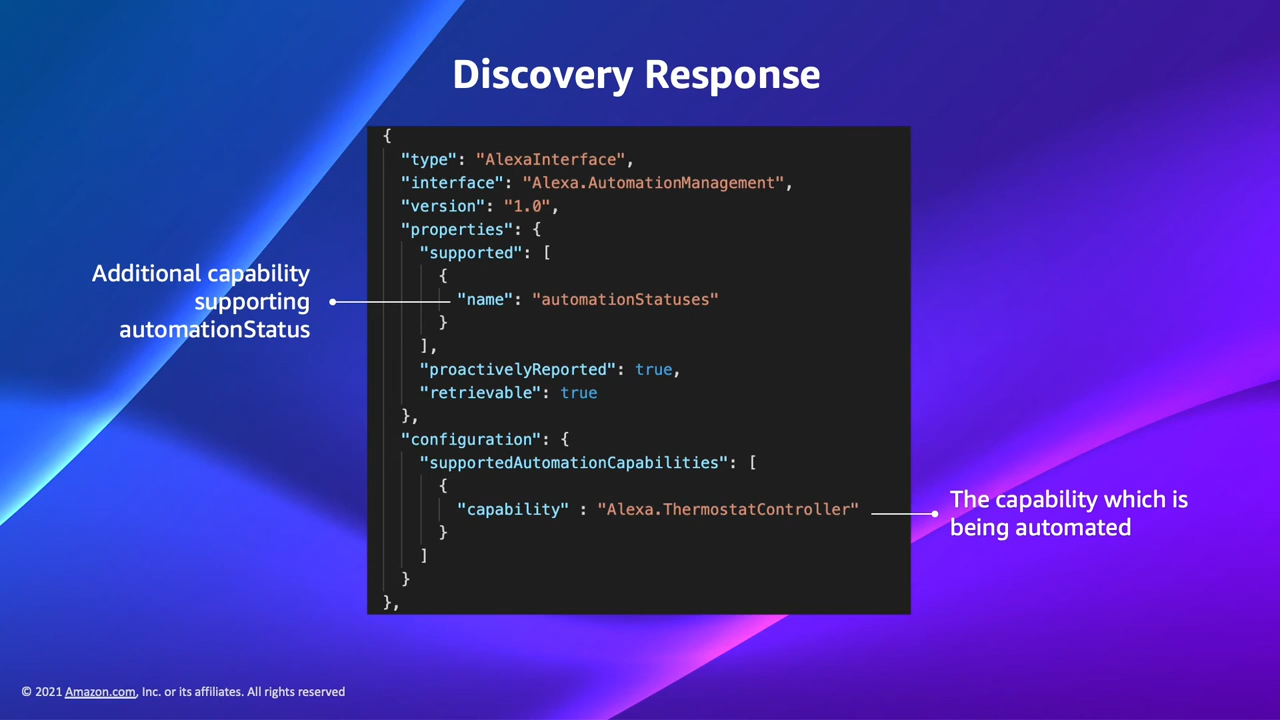 Discovery Response
{
"type": "AlexaInterface",
"interface": "Alexa.AutomationManagement",
"version": "1.0",
"properties": {
"supported": [
{
"name": "automationStatuses"
}
],
"proactivelyReported": true,
"retrievable": true
},
"configuration": {
"supportedAutomationCapabilities": [
{
"capability" : "Alexa.ThermostatController"
}
]
}
},
Additional capability
supporting
automationStatus
The capability which is
being automated
© 2021 Amazon.com, Inc. or its affiliates. All rights reserved